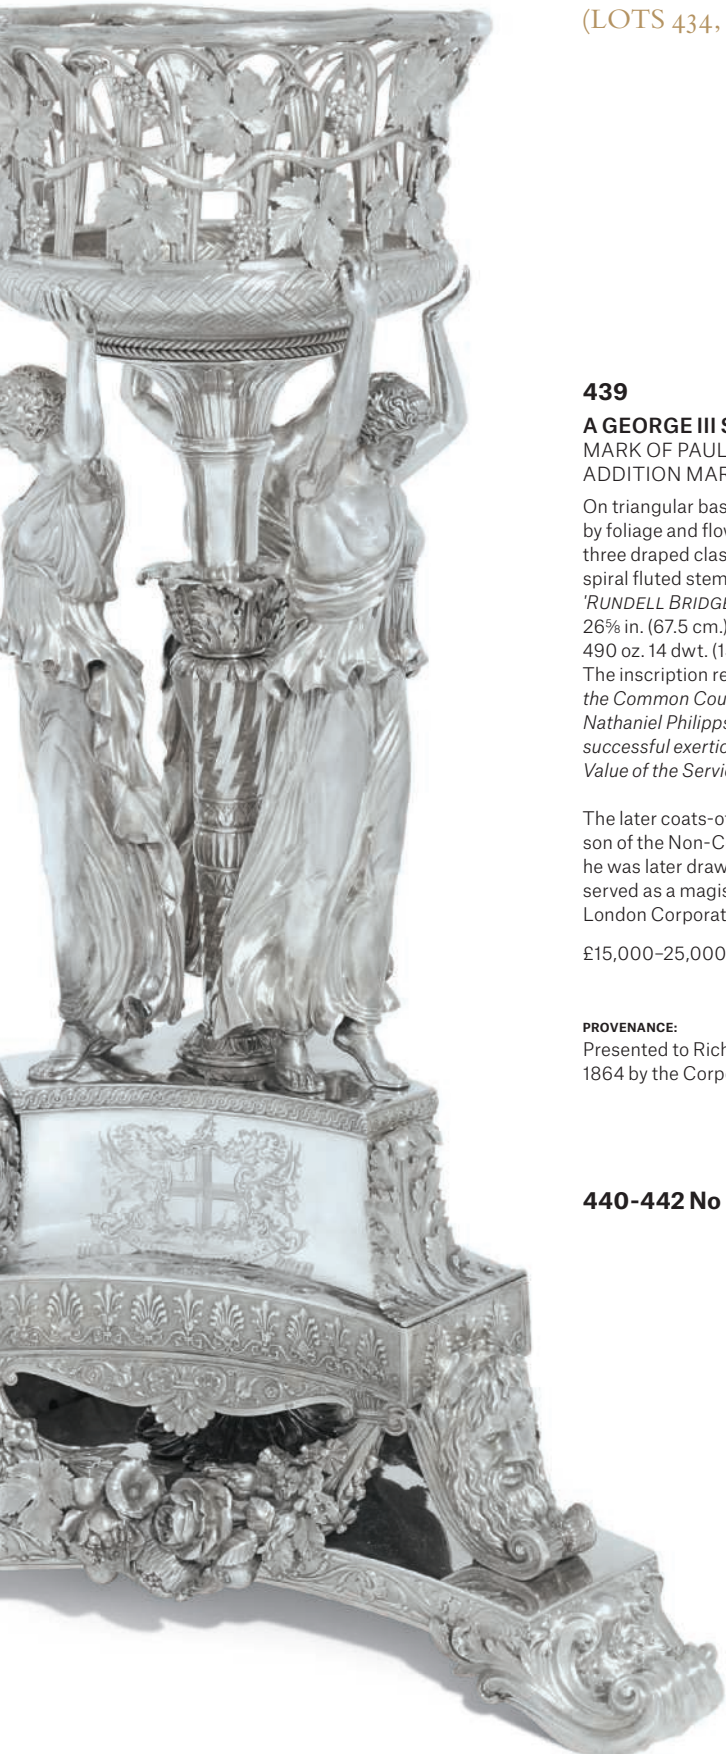 (LOTS 434,
439
A GEORGE III S
MARK OF PAUL
ADDITION MAR
On triangular bas
by foliage and flow
three draped clas
spiral fluted stem
'RUNDELL BRIDGE
26⅝ in. (67.5 cm.)
490 oz. 14 dwt. (1
The inscription re
the Common Cou
Nathaniel Philipps
successful exertio
Value of the Servic
The later coats-of
son of the Non-C
he was later draw
served as a magis
London Corporat
£15,000–25,000
PROVENANCE:
Presented to Rich
1864 by the Corpo
440-442 No